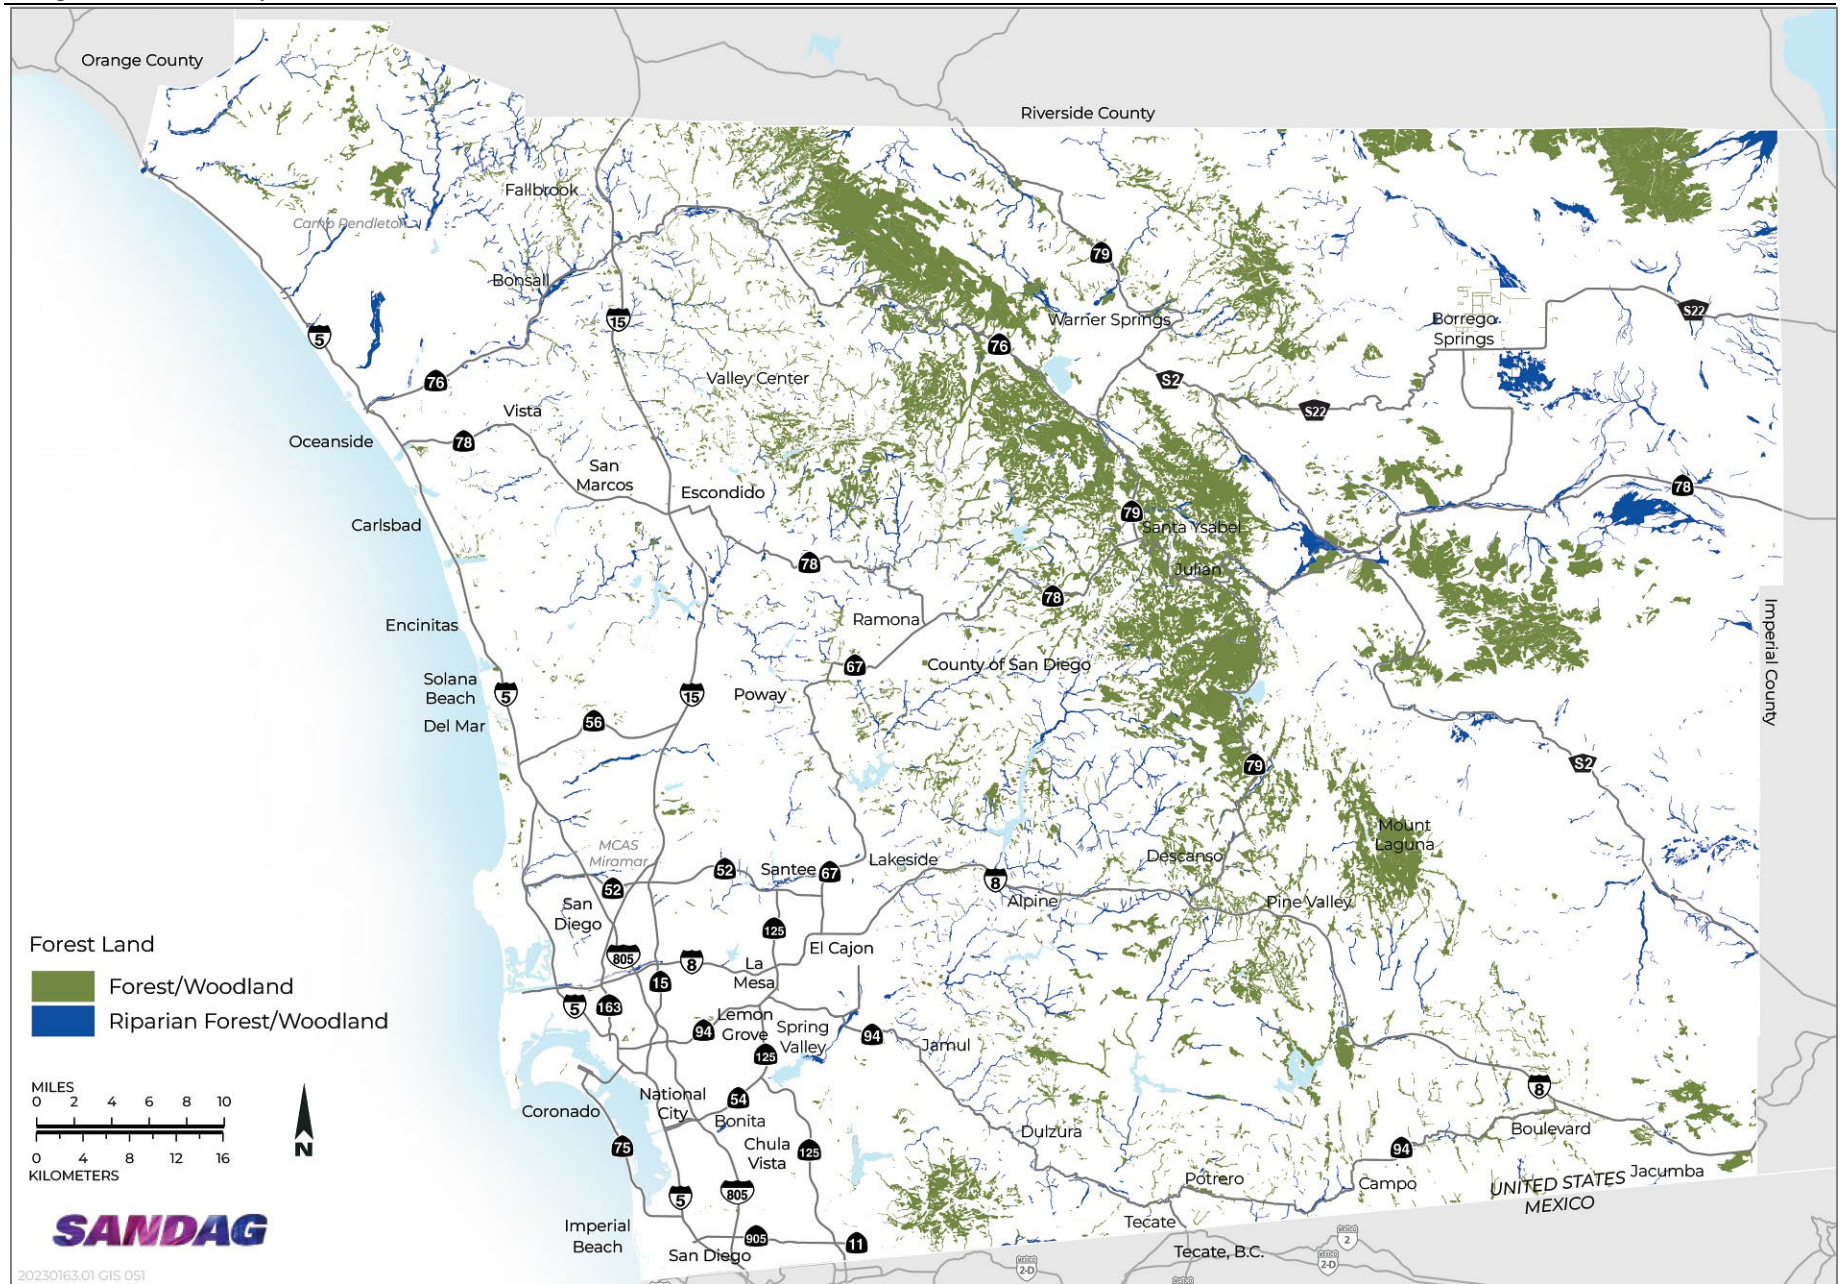 Orange County
Riverside County
Fallbrook
Camp Pendleton
79
Bonsall
15
Warner Springs
Borrego
Springs
S22
5
76
76
Valley Center
S2
S22
Vista
Oceanside
78
San
Marcos
Escondido
78
79
Santa Ysabel
Carlsbad
78
Julian
78
Ramona
Encinitas
67
County of San Diego
Imperial County
Solana
Beach
5
15
Poway
Del Mar
56
79
S2
Mount
Laguna
MCAS
Miramar
Descanso
Lakeside
52
Santee
67
52
8
Alpine
Pine Valley
San
Diego
125
El Cajon
805
8
La
Mesa
15
5
163
Lemon
Grove
94
Spring
Valley
94
Jamul
125
National
City
54
Coronado
Bonita
8
75
Chula
Vista
125
Dulzura
Boulevard
94
Potrero
Campo
Jacumba
UNITED STATES
MEXICO
5
805
Imperial
Beach
Tecate
905
San Diego
11
Tecate, B.C.
MEXICO
2
MEXICO
2-D
MEXICO
2-D
Forest Land
Forest/Woodland
Riparian Forest/Woodland
MILES
0 2 4 6 8 10
0 4 8 12 16
KILOMETERS
N
SANDAG
20230163.01 GIS 051